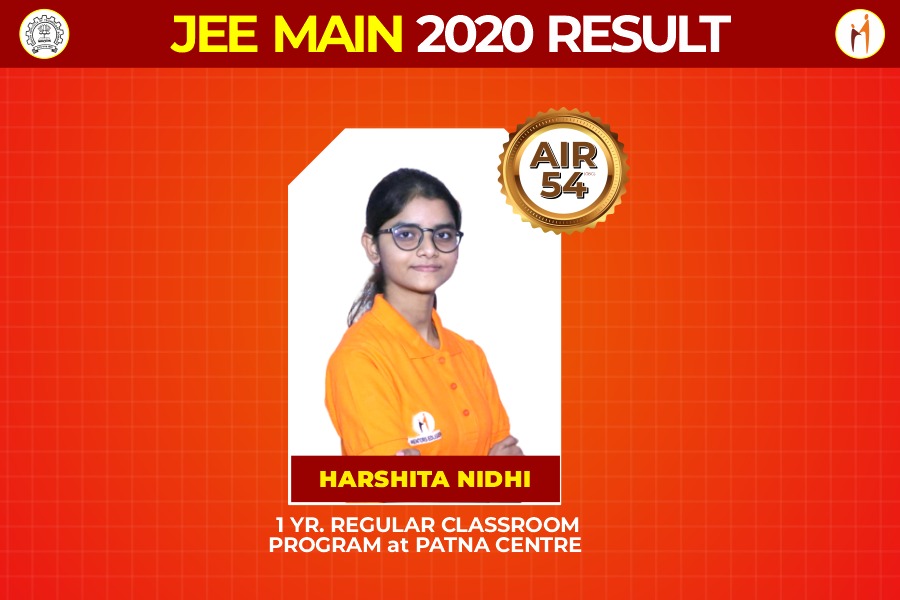 JEE MAIN 2020 RESULT
AIR
54
HARSHITA NIDHI
1 YR. REGULAR CLASSROOM
PROGRAM at PATNA CENTRE